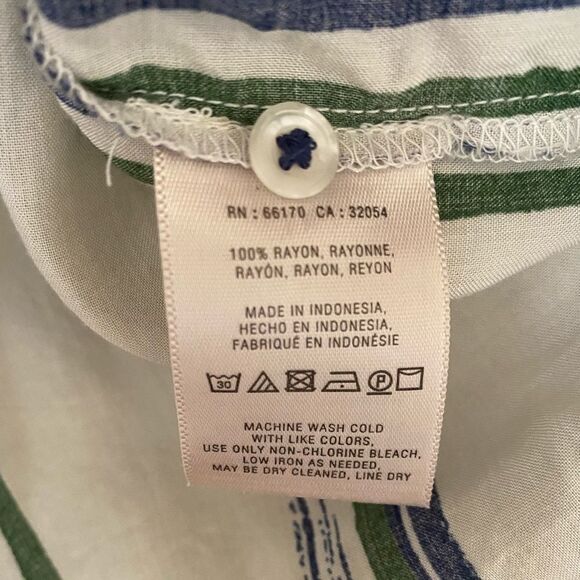 RN : 66170 CA : 32054
100% RAYON, RAYONNE,
RAYÓN, RAYON, REYON
MADE IN INDONESIA,
HECHO EN INDONESIA,
FABRIQUÉ EN INDONÉSIE
30 P
MACHINE WASH COLD
WITH LIKE COLORS,
USE ONLY NON-CHLORINE BLEACH,
LOW IRON AS NEEDED,
MAY BE DRY CLEANED, LINE DRY